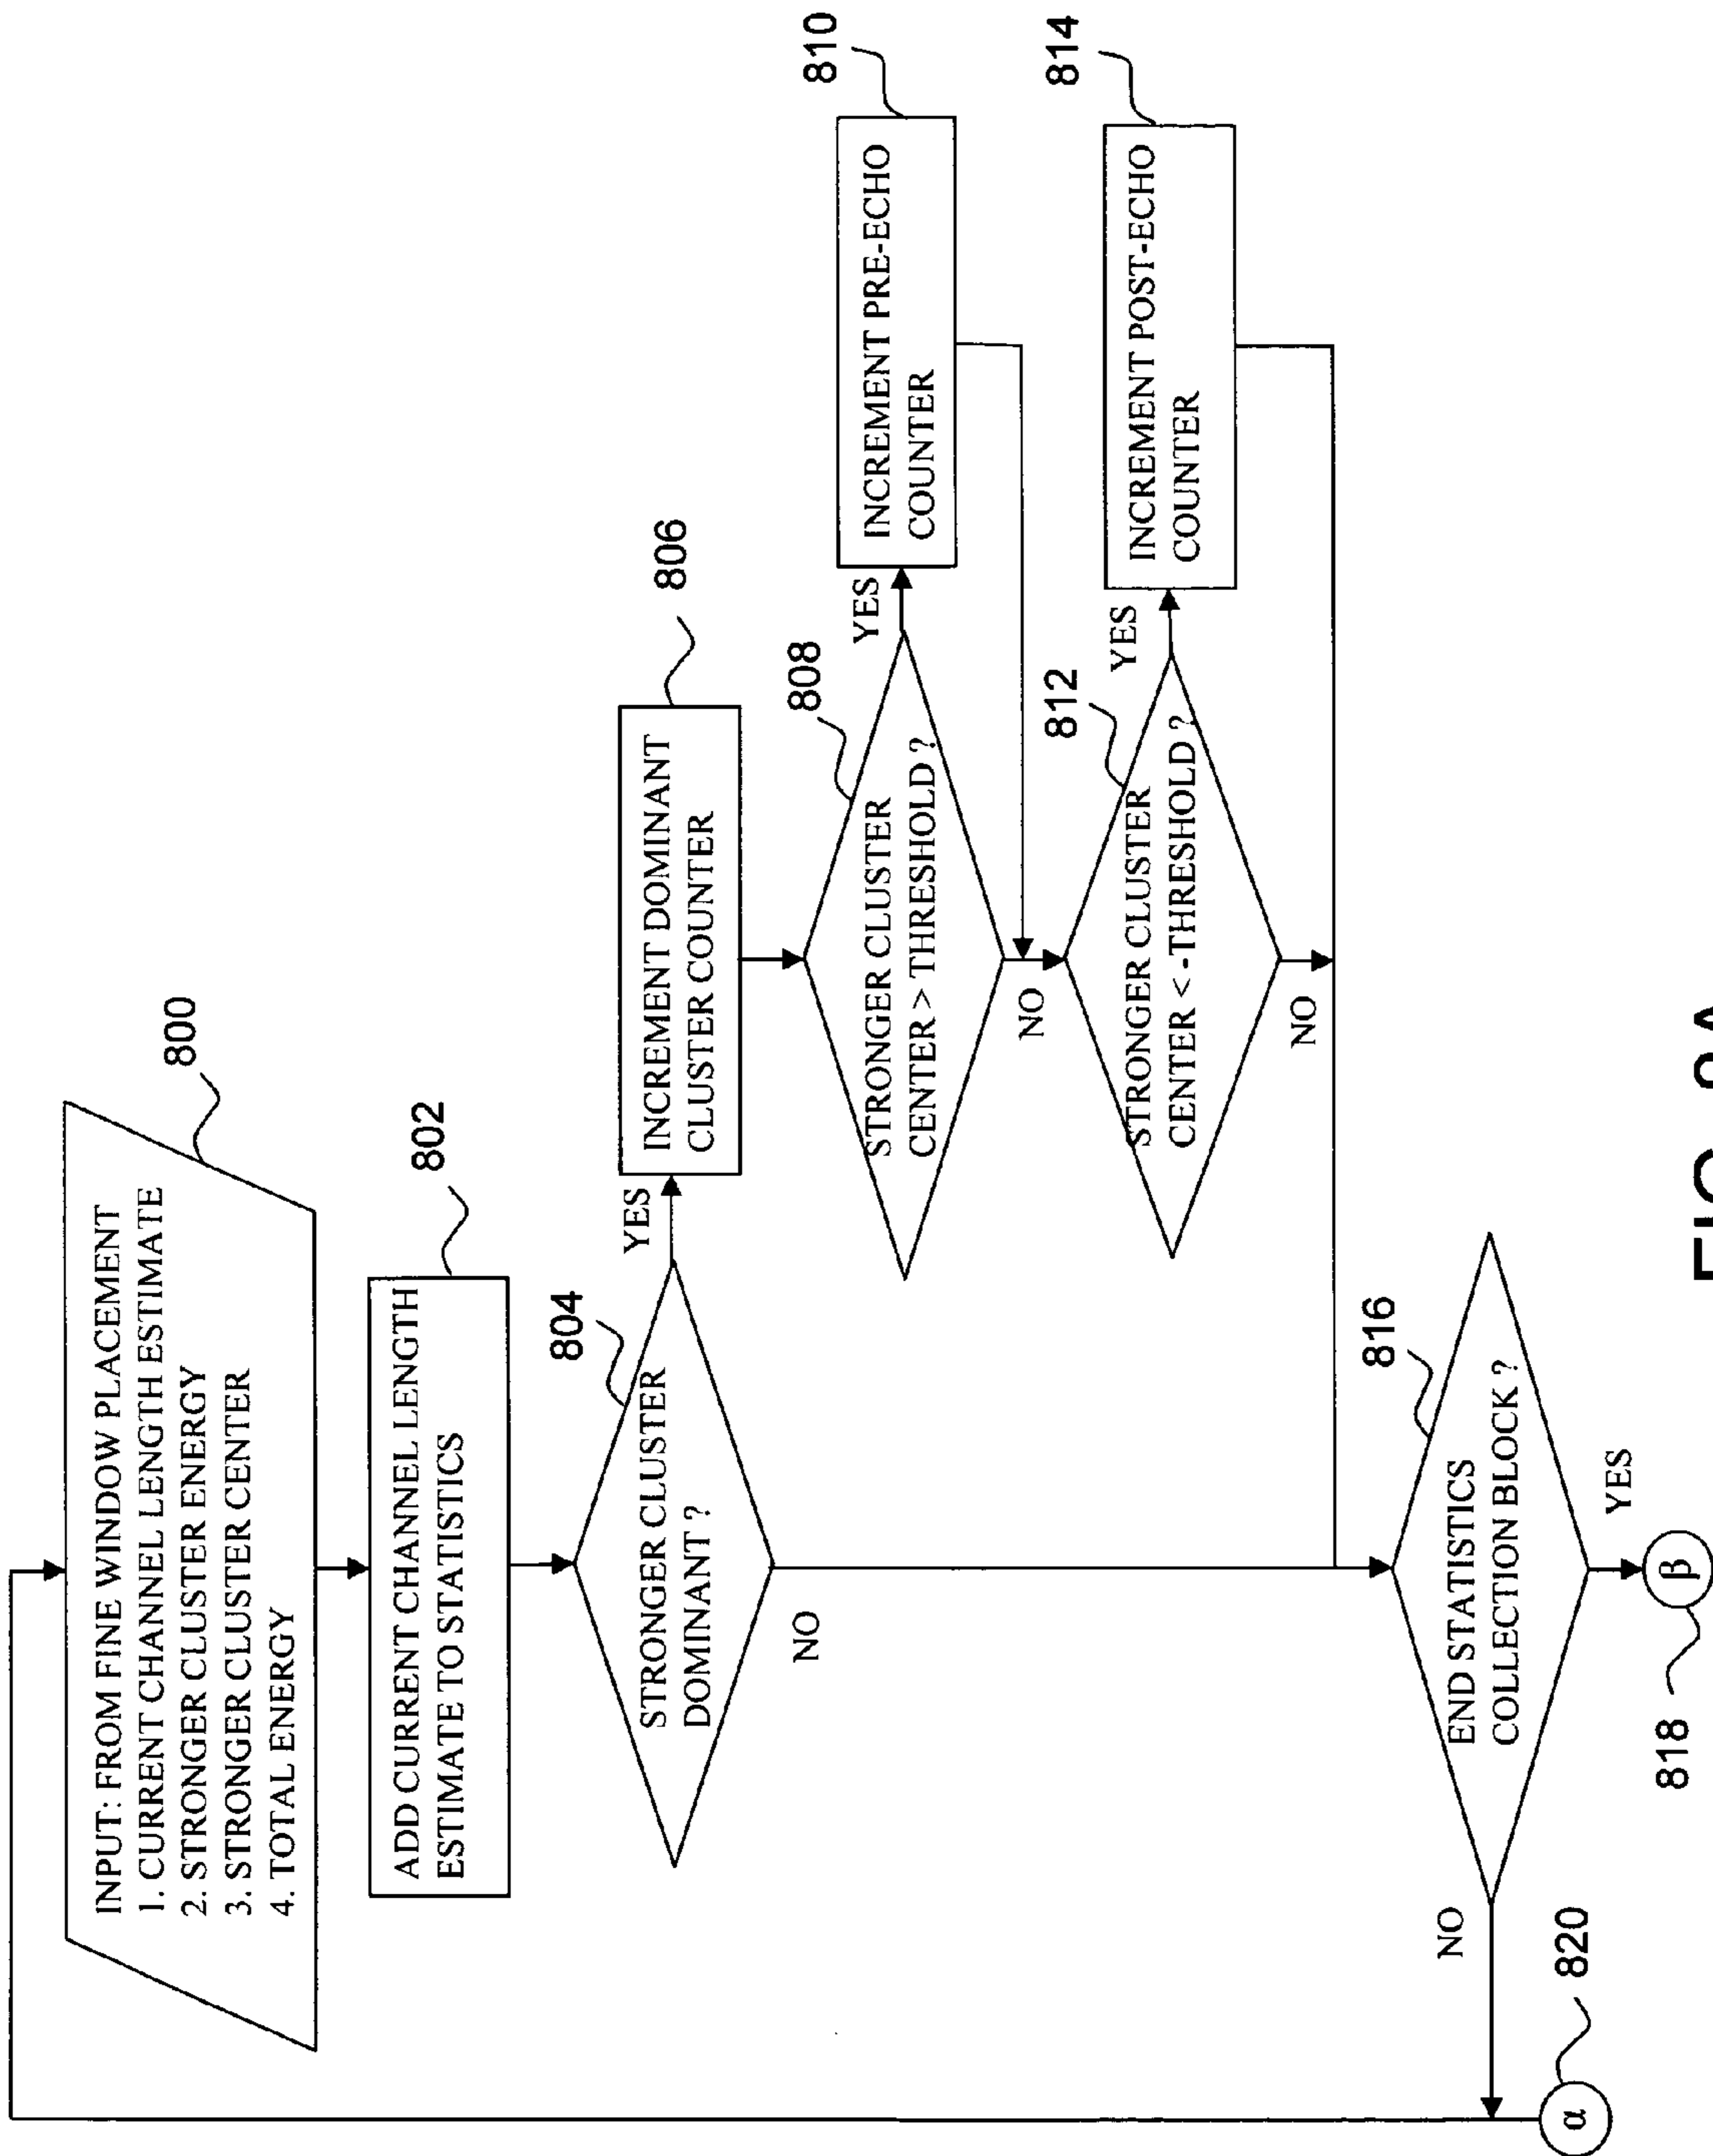 INPUT: FROM FINE WINDOW PLACEMENT
1. CURRENT CHANNEL LENGTH ESTIMATE
2. STRONGER CLUSTER ENERGY
3. STRONGER CLUSTER CENTER
4. TOTAL ENERGY
800
ADD CURRENT CHANNEL LENGTH
ESTIMATE TO STATISTICS
802
STRONGER CLUSTER
DOMINANT ?
804
YES
NO
INCREMENT DOMINANT
CLUSTER COUNTER
806
STRONGER CLUSTER
CENTER > THRESHOLD ?
808
YES
NO
INCREMENT PRE-ECHO
COUNTER
810
STRONGER CLUSTER
CENTER < -THRESHOLD ?
812
YES
NO
INCREMENT POST-ECHO
COUNTER
814
END STATISTICS
COLLECTION BLOCK ?
816
NO
YES
β
818
α
820